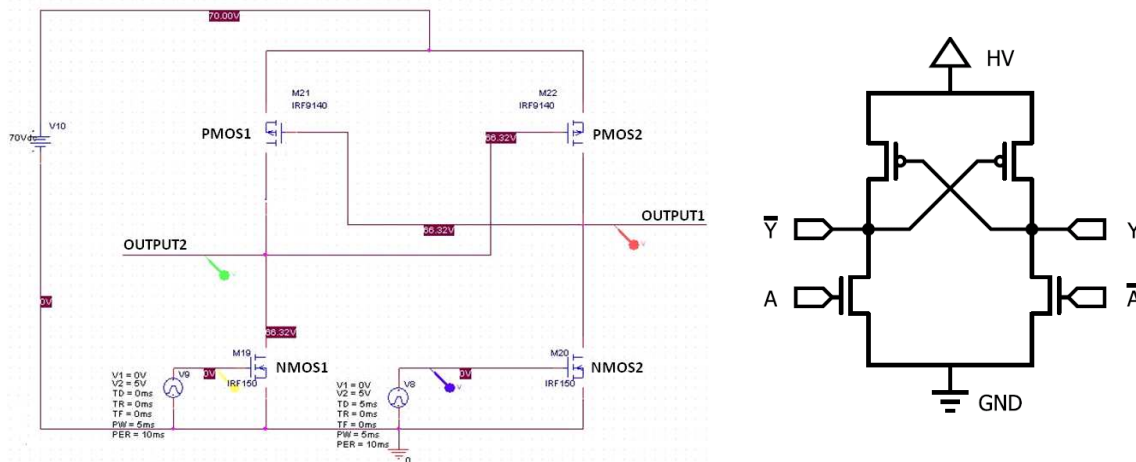 70.00V
M21
IRF9140
M22
IRF9140
V10
70Vdc
PMOS1
66.32V
PMOS2
OUTPUT1
66.32V
OUTPUT2
0V
66.32V
M19
NMOS1
M20
NMOS2
V1 = 0V
V2 = 5V
TD = 0ms
TR = 0ms
TF = 0ms
PW = 5ms
PER = 10ms
V9
0V
IRF150
V1 = 0V
V2 = 5V
TD = 5ms
TR = 0ms
TF = 0ms
PW = 5ms
PER = 10ms
V8
0V
IRF150
0
HV
Y̅
Y
A
A̅
GND